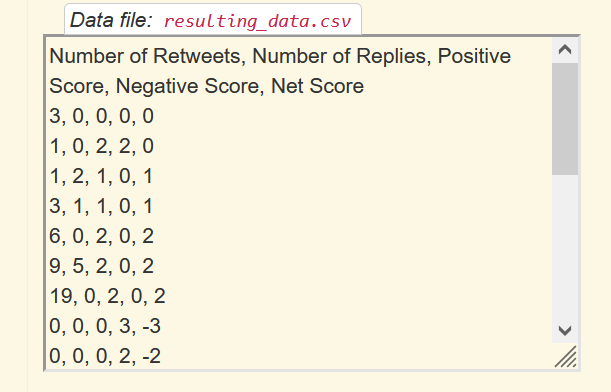 Data file: resulting_data.csv
Number of Retweets, Number of Replies, Positive
Score, Negative Score, Net Score
3, 0, 0, 0, 0
1, 0, 2, 2, 0
1, 2, 1, 0, 1
3, 1, 1, 0, 1
6, 0, 2, 0, 2
9, 5, 2, 0, 2
19, 0, 2, 0, 2
0, 0, 0, 3, -3
0, 0, 0, 2, -2